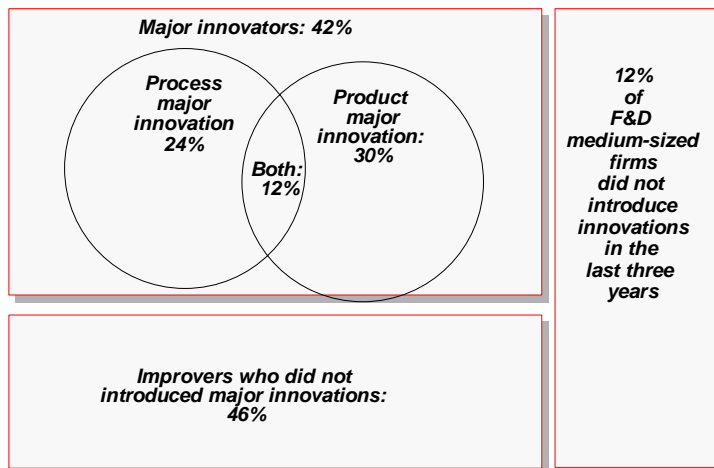 Major innovators: 42%
Process
major
innovation
24%
Product
major
innovation:
30%
Both:
12%
12%
of
F&D
medium-sized
firms
did not
introduce
innovations
in the
last three
years
Improvers who did not
introduced major innovations:
46%